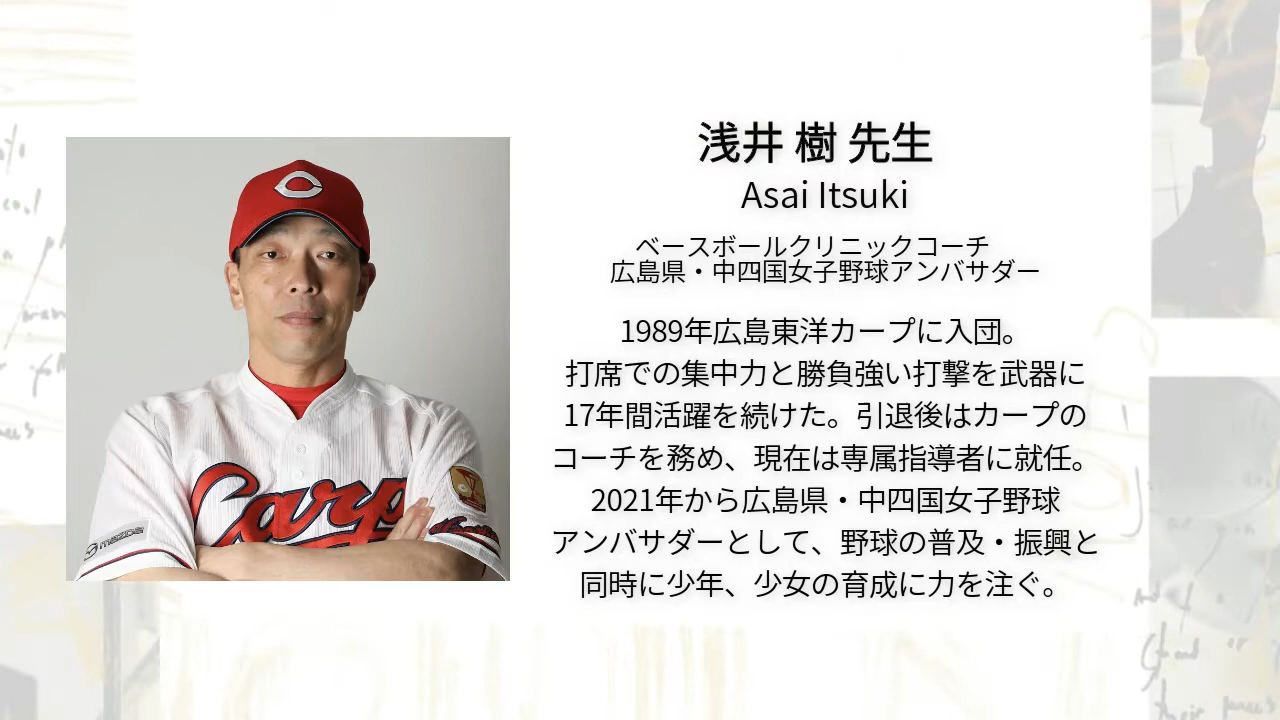 浅井 樹 先生
Asai Itsuki
ベースボールクリニックコーチ
広島県・中四国女子野球アンバサダー
1989年広島東洋カープに入団。
打席での集中力と勝負強い打撃を武器に
17年間活躍を続けた。引退後はカープの
コーチを務め、現在は専属指導者に就任。
2021年から広島県・中四国女子野球
アンバサダーとして、野球の普及・振興と
同時に少年、少女の育成に力を注ぐ。
Carp
mazda